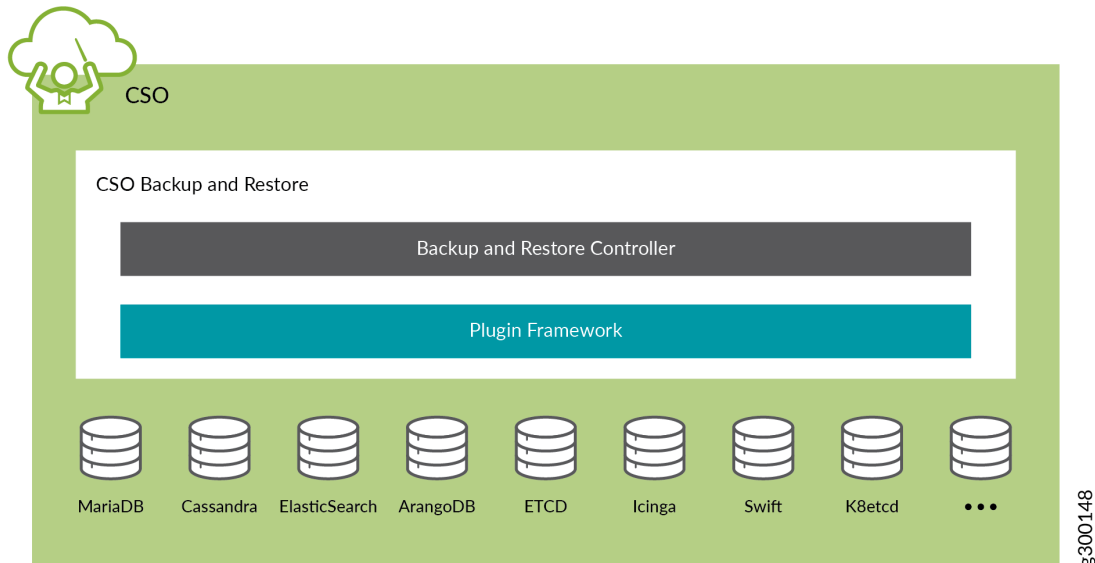 CSO
CSO Backup and Restore
Backup and Restore Controller
Plugin Framework
MariaDB Cassandra ElasticSearch ArangoDB ETCD Icinga Swift K8etcd •••
g300148